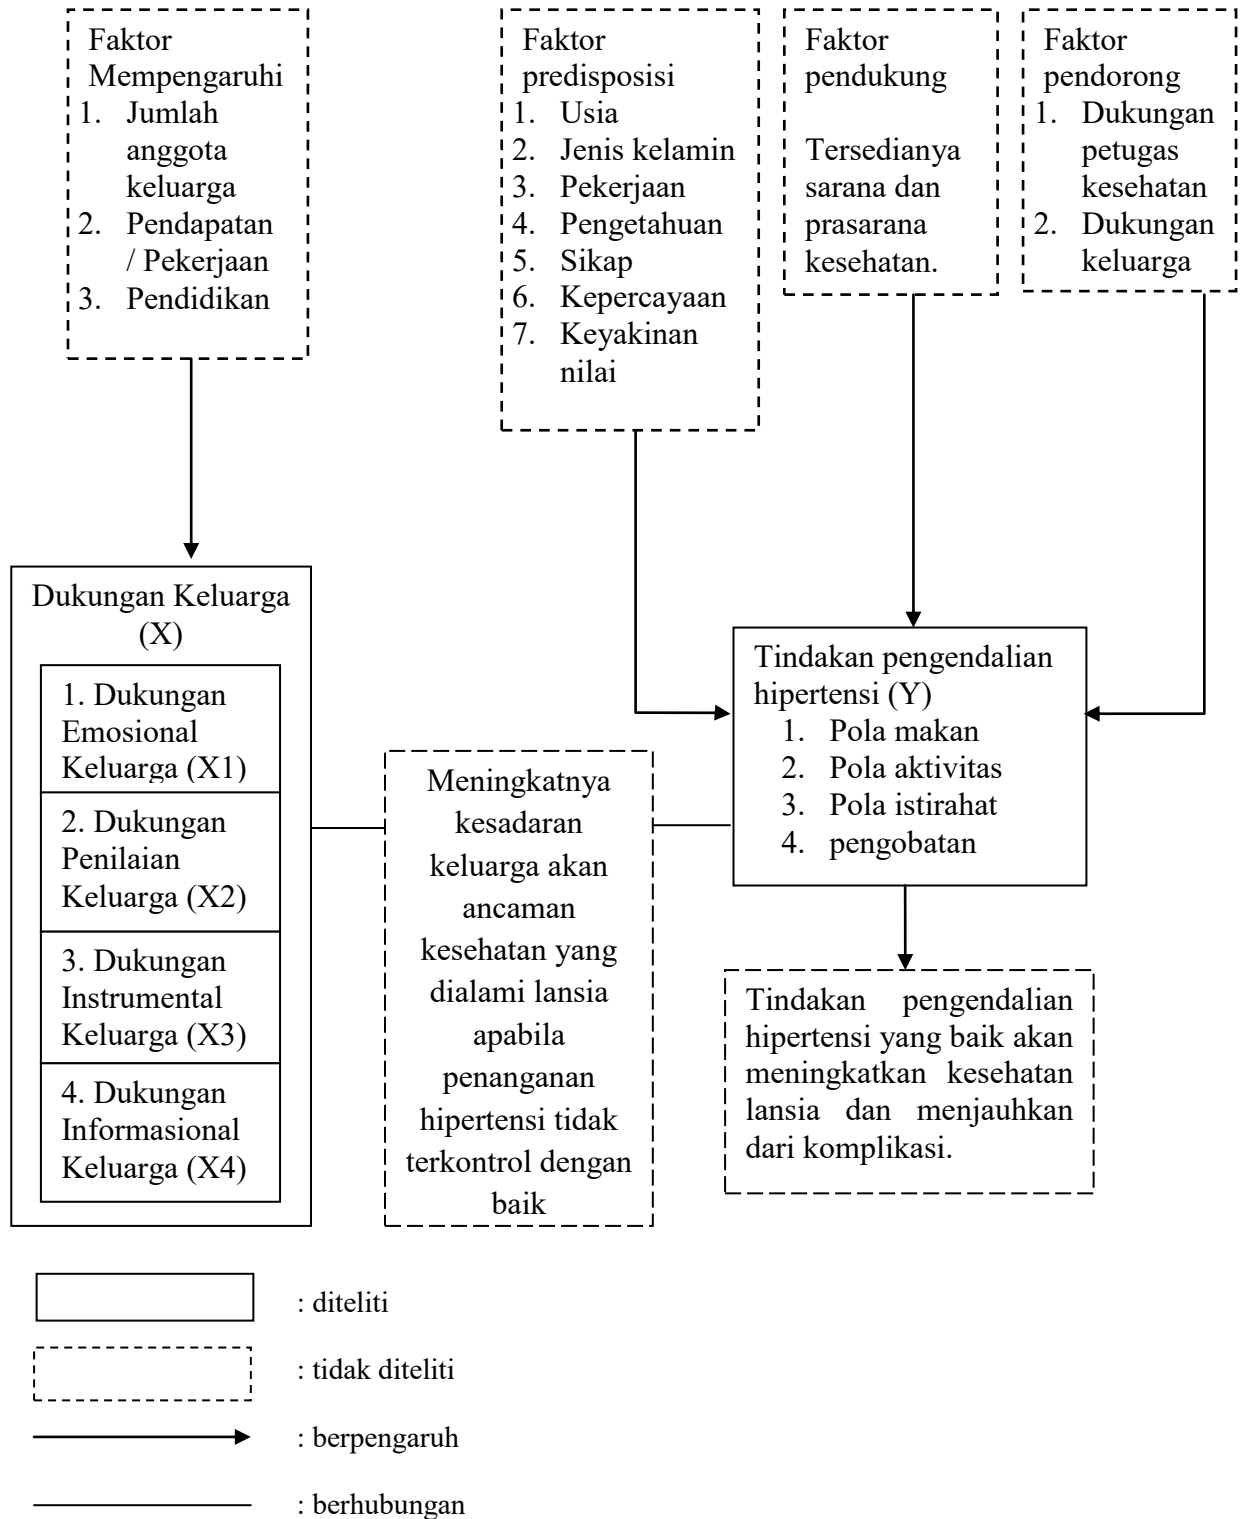 Faktor
Mempengaruhi
1. Jumlah
anggota
keluarga
2. Pendapatan
/ Pekerjaan
3. Pendidikan
Faktor
predisposisi
1. Usia
2. Jenis kelamin
3. Pekerjaan
4. Pengetahuan
5. Sikap
6. Kepercayaan
7. Keyakinan
nilai
Faktor
pendukung
Tersedianya
sarana dan
prasarana
kesehatan.
Faktor
pendorong
1. Dukungan
petugas
kesehatan
2. Dukungan
keluarga
Dukungan Keluarga
(X)
1. Dukungan
Emosional
Keluarga (X1)
2. Dukungan
Penilaian
Keluarga (X2)
3. Dukungan
Instrumental
Keluarga (X3)
4. Dukungan
Informasional
Keluarga (X4)
Meningkatnya
kesadaran
keluarga akan
ancaman
kesehatan yang
dialami lansia
apabila
penanganan
hipertensi tidak
terkontrol dengan
baik
Tindakan pengendalian
hipertensi (Y)
1. Pola makan
2. Pola aktivitas
3. Pola istirahat
4. pengobatan
Tindakan pengendalian
hipertensi yang baik akan
meningkatkan kesehatan
lansia dan menjauhkan
dari komplikasi.
: diteliti
: tidak diteliti
: berpengaruh
: berhubungan